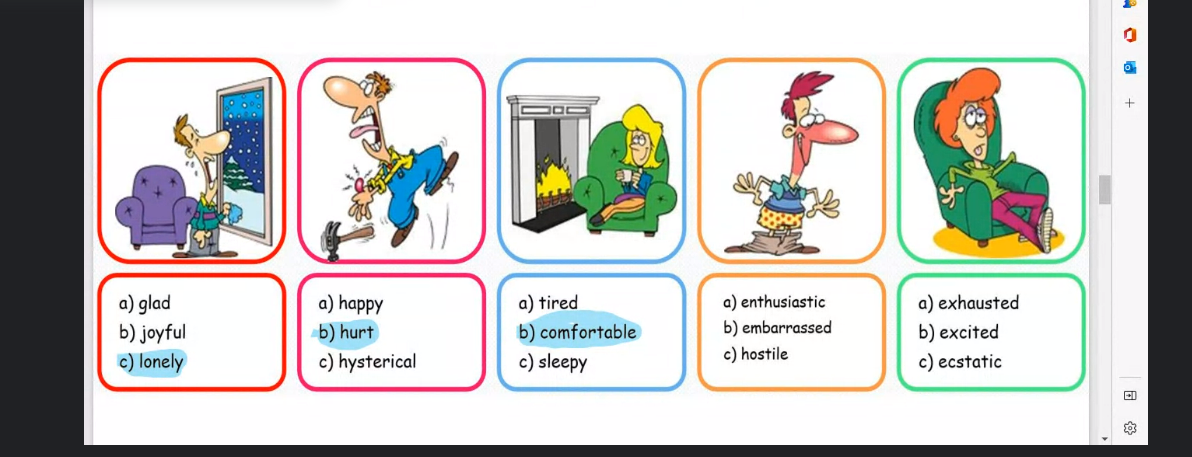 a) glad
b) joyful
c) lonely
a) happy
b) hurt
c) hysterical
a) tired
b) comfortable
c) sleepy
a) enthusiastic
b) embarrassed
c) hostile
a) exhausted
b) excited
c) ecstatic